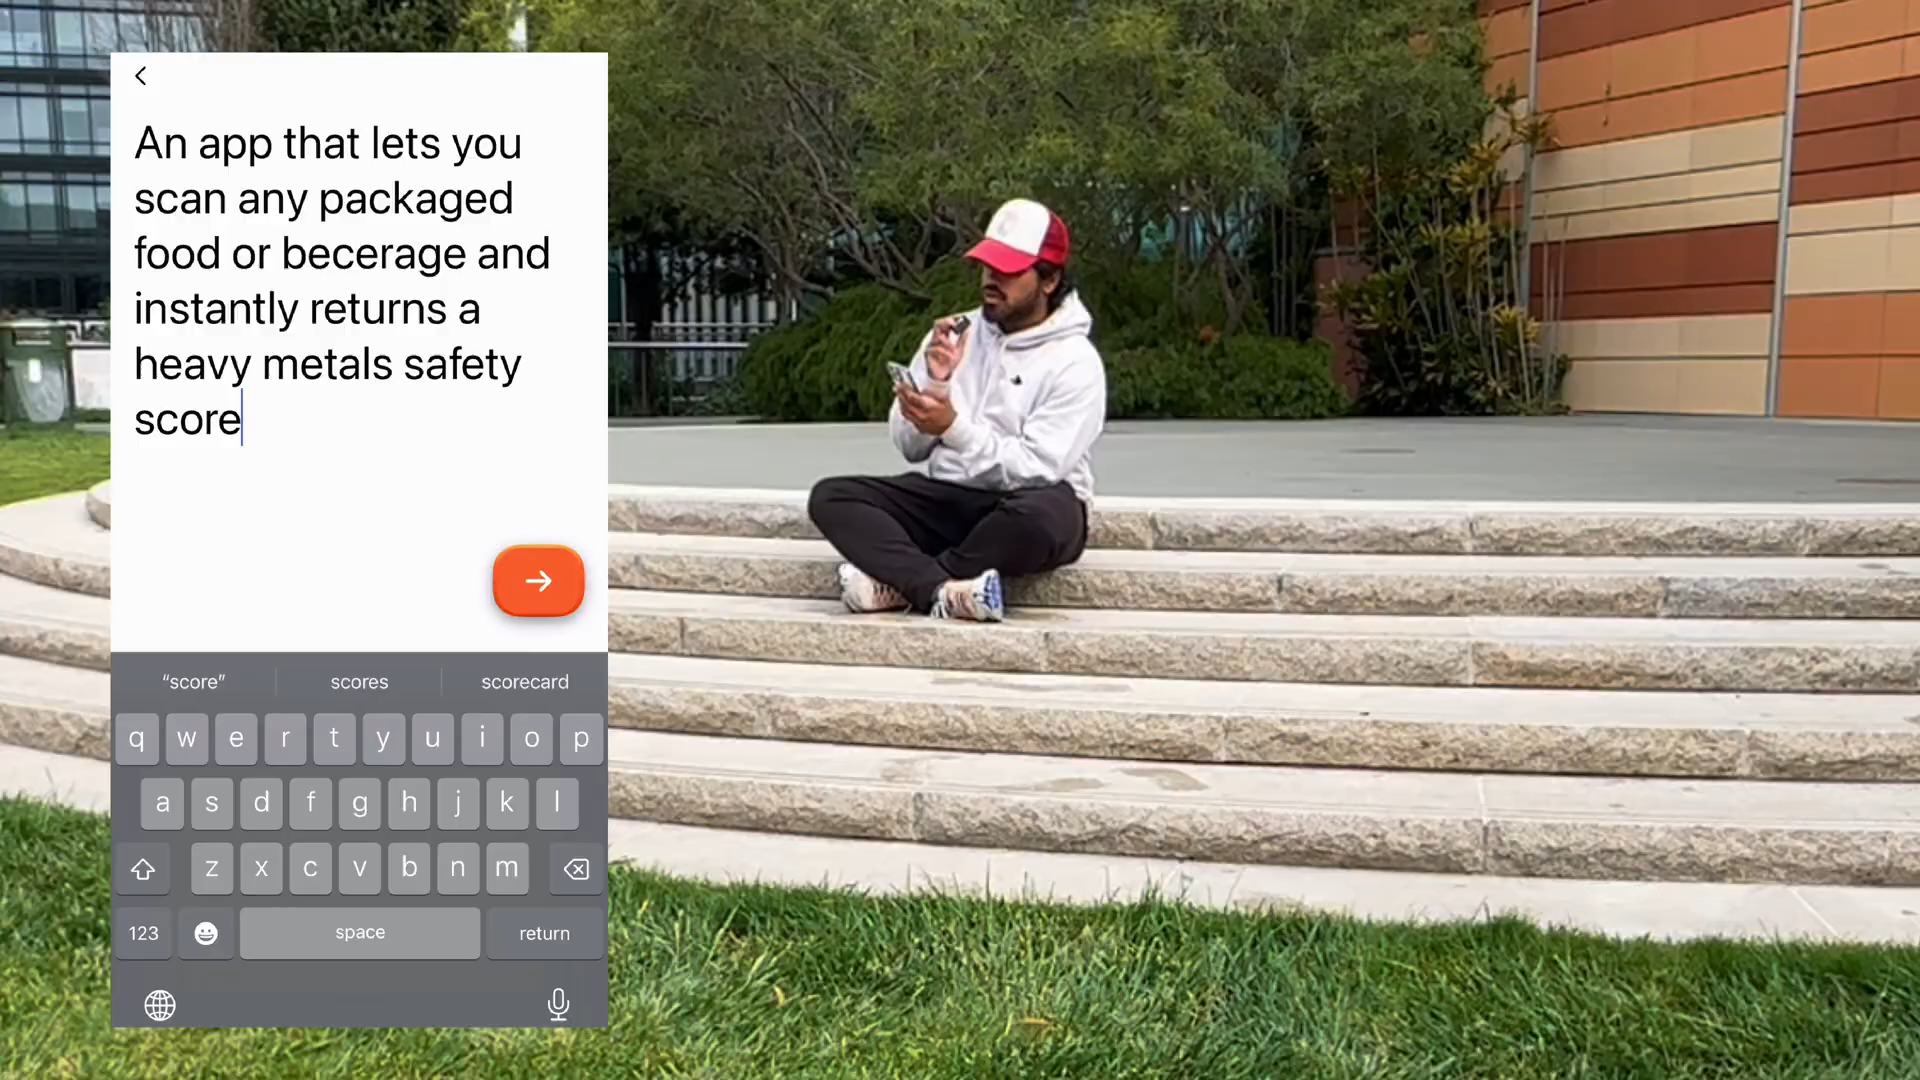 An app that lets you
scan any packaged
food or becerage and
instantly returns a
heavy metals safety
score
“score” scores scorecard
q w e r t y u i o p
a s d f g h j k l
z x c v b n m
123 space return